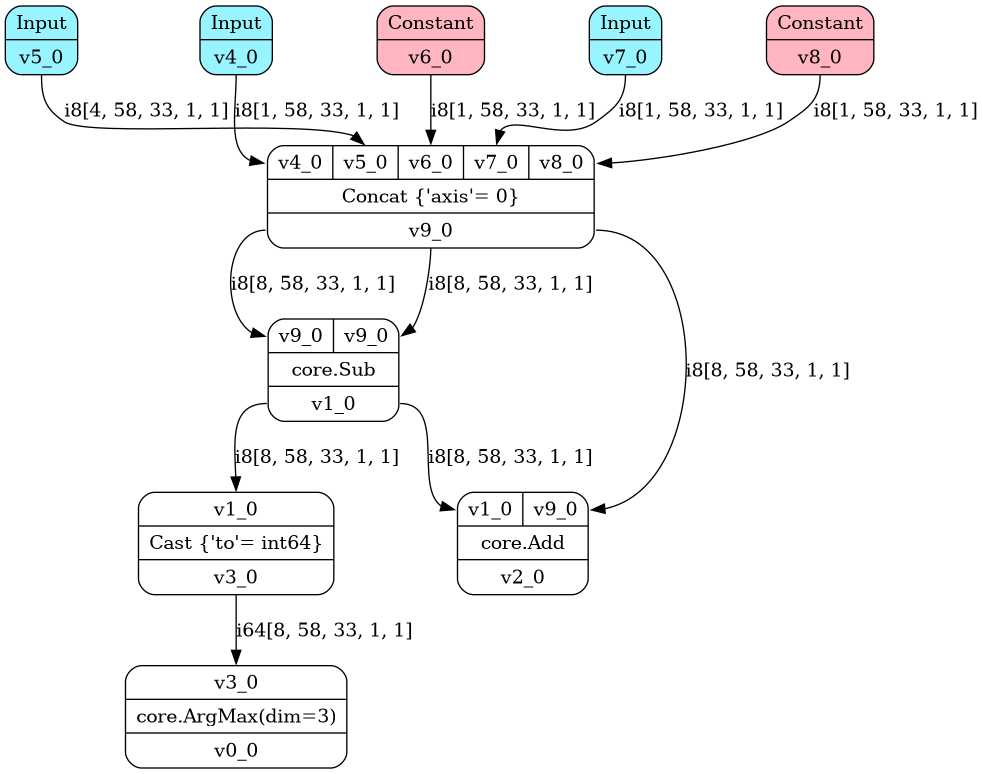 Input
v5_0
Input
v4_0
Constant
v6_0
Input
v7_0
Constant
v8_0
i8[4, 58, 33, 1, 1]
i8[1, 58, 33, 1, 1]
i8[1, 58, 33, 1, 1]
i8[1, 58, 33, 1, 1]
i8[1, 58, 33, 1, 1]
v4_0
v5_0
v6_0
v7_0
v8_0
Concat {'axis'= 0}
v9_0
i8[8, 58, 33, 1, 1]
i8[8, 58, 33, 1, 1]
i8[8, 58, 33, 1, 1]
v9_0
v9_0
core.Sub
v1_0
i8[8, 58, 33, 1, 1]
i8[8, 58, 33, 1, 1]
v1_0
Cast {'to'= int64}
v3_0
v1_0
v9_0
core.Add
v2_0
i64[8, 58, 33, 1, 1]
v3_0
core.ArgMax(dim=3)
v0_0